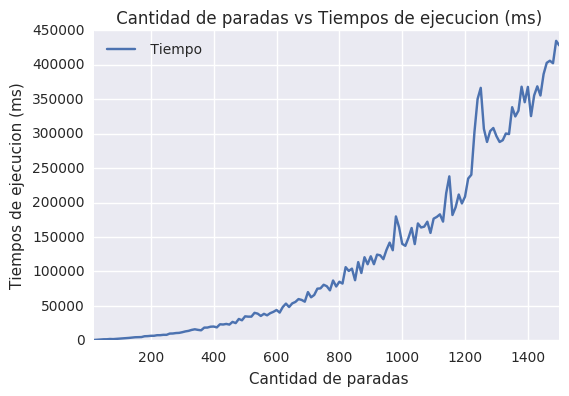 Cantidad de paradas vs Tiempos de ejecucion (ms)
450000
400000
350000
300000
250000
200000
150000
100000
50000
0
Tiempo
Tiempos de ejecucion (ms)
200 400 600 800 1000 1200 1400
Cantidad de paradas